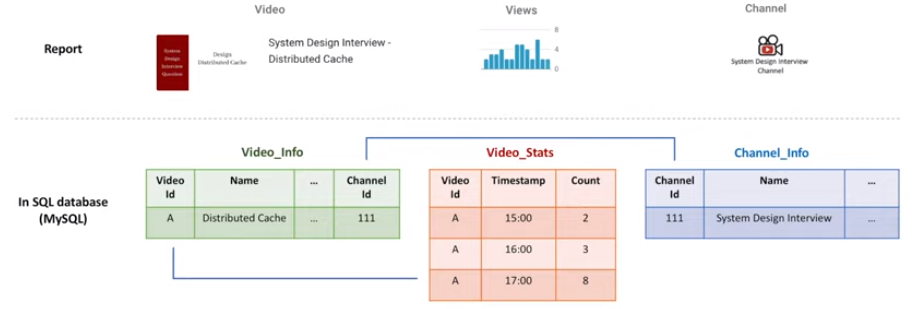 Video
Views
Channel
Report
System
Design
Interview
Question
Design
Distributed Cache
System Design Interview -
Distributed Cache
8
4
0
System Design Interview
Channel
In SQL database
(MySQL)
Video_Info
Video Id Name ... Channel Id
A Distributed Cache ... 111
Video_Stats
Video Id Timestamp Count
A 15:00 2
A 16:00 3
A 17:00 8
Channel_Info
Channel Id Name ...
111 System Design Interview ...